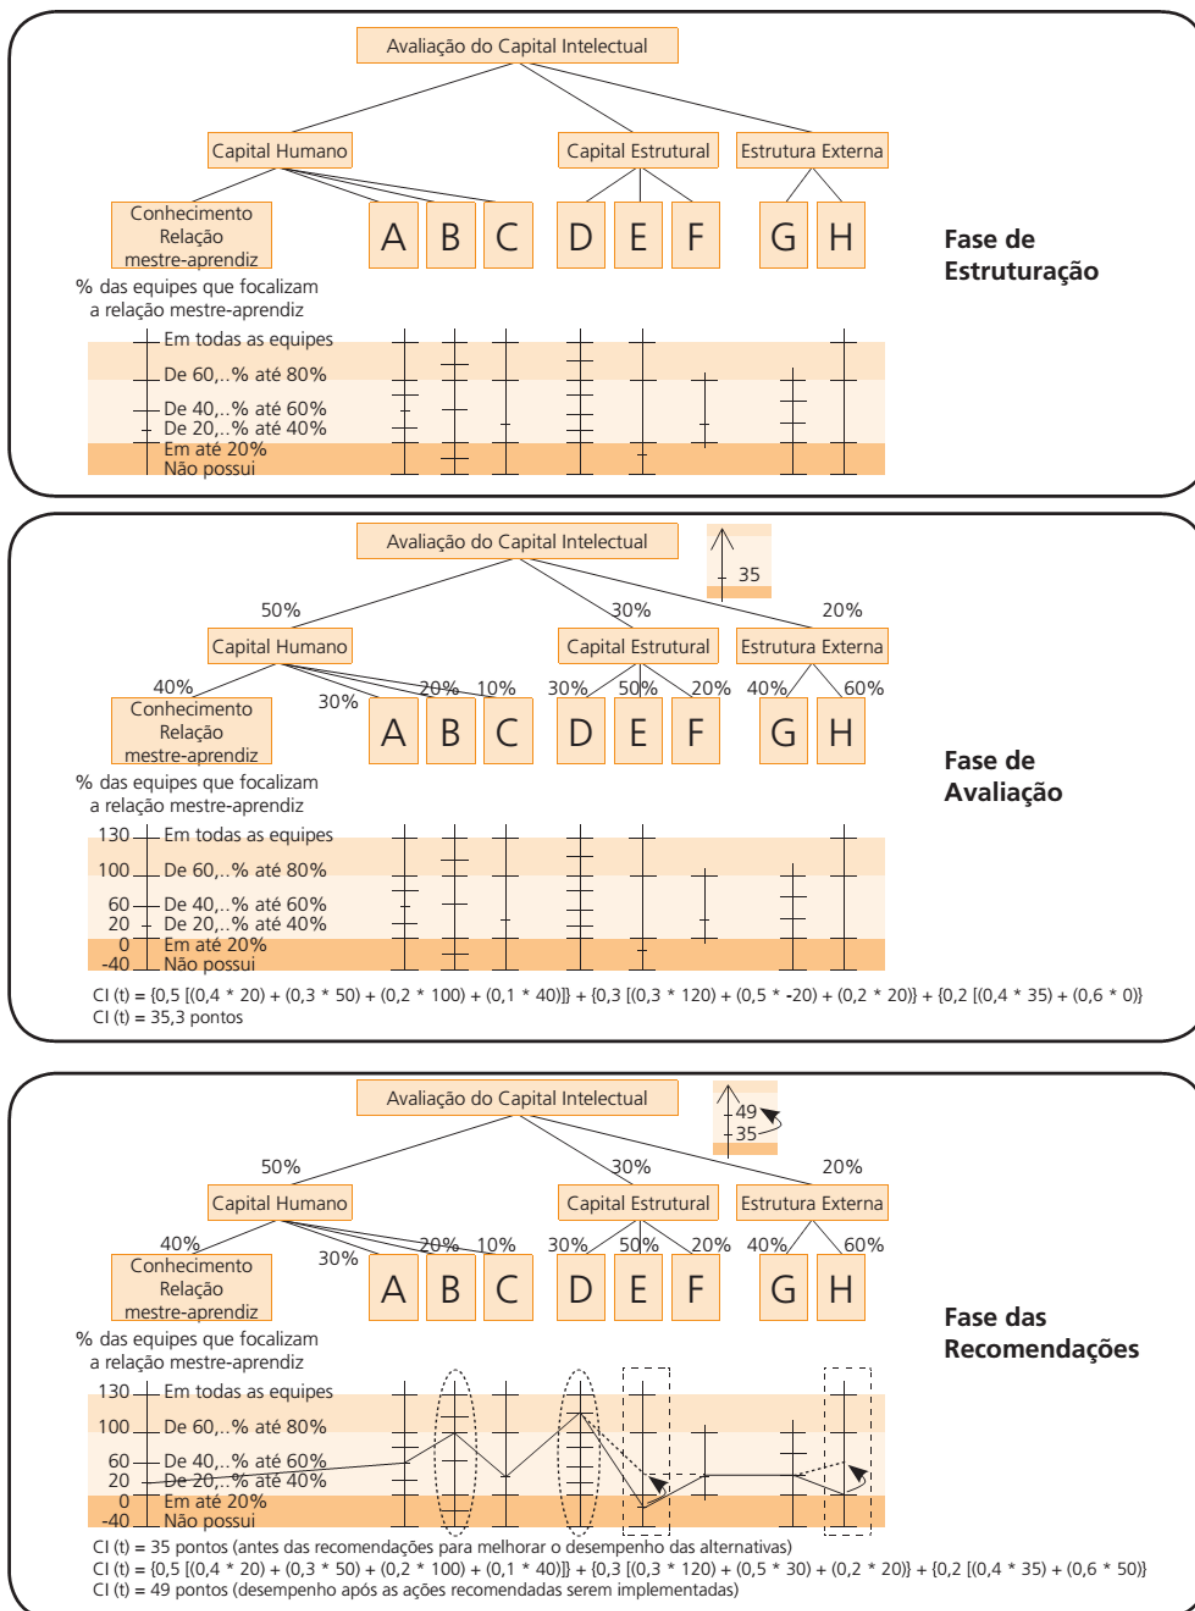 Avaliação do Capital Intelectual
Capital Humano
Capital Estrutural
Estrutura Externa
Conhecimento
Relação
mestre-aprendiz
A
B
C
D
E
F
G
H
Fase de
Estruturação
% das equipes que focalizam
a relação mestre-aprendiz
Em todas as equipes
De 60,..% até 80%
De 40,..% até 60%
De 20,..% até 40%
Em até 20%
Não possui
Avaliação do Capital Intelectual
35
50%
30%
20%
Capital Humano
Capital Estrutural
Estrutura Externa
40%
30%
20%
10%
30%
50%
20%
40%
60%
Conhecimento
Relação
mestre-aprendiz
A
B
C
D
E
F
G
H
Fase de
Avaliação
% das equipes que focalizam
a relação mestre-aprendiz
130 Em todas as equipes
100 De 60,..% até 80%
60 De 40,..% até 60%
20 De 20,..% até 40%
0 Em até 20%
-40 Não possui
CI (t) = {0,5 [(0,4 * 20) + (0,3 * 50) + (0,2 * 100) + (0,1 * 40)]} + {0,3 [(0,3 * 120) + (0,5 * -20) + (0,2 * 20)} + {0,2 [(0,4 * 35) + (0,6 * 0)}
CI (t) = 35,3 pontos
Avaliação do Capital Intelectual
49
35
50%
30%
20%
Capital Humano
Capital Estrutural
Estrutura Externa
40%
30%
20%
10%
30%
50%
20%
40%
60%
Conhecimento
Relação
mestre-aprendiz
A
B
C
D
E
F
G
H
Fase das
Recomendações
% das equipes que focalizam
a relação mestre-aprendiz
130 Em todas as equipes
100 De 60,..% até 80%
60 De 40,..% até 60%
20 De 20,..% até 40%
0 Em até 20%
-40 Não possui
CI (t) = 35 pontos (antes das recomendações para melhorar o desempenho das alternativas)
CI (t) = {0,5 [(0,4 * 20) + (0,3 * 50) + (0,2 * 100) + (0,1 * 40)]} + {0,3 [(0,3 * 120) + (0,5 * 30) + (0,2 * 20)} + {0,2 [(0,4 * 35) + (0,6 * 50)}
CI (t) = 49 pontos (desempenho após as ações recomendadas serem implementadas)